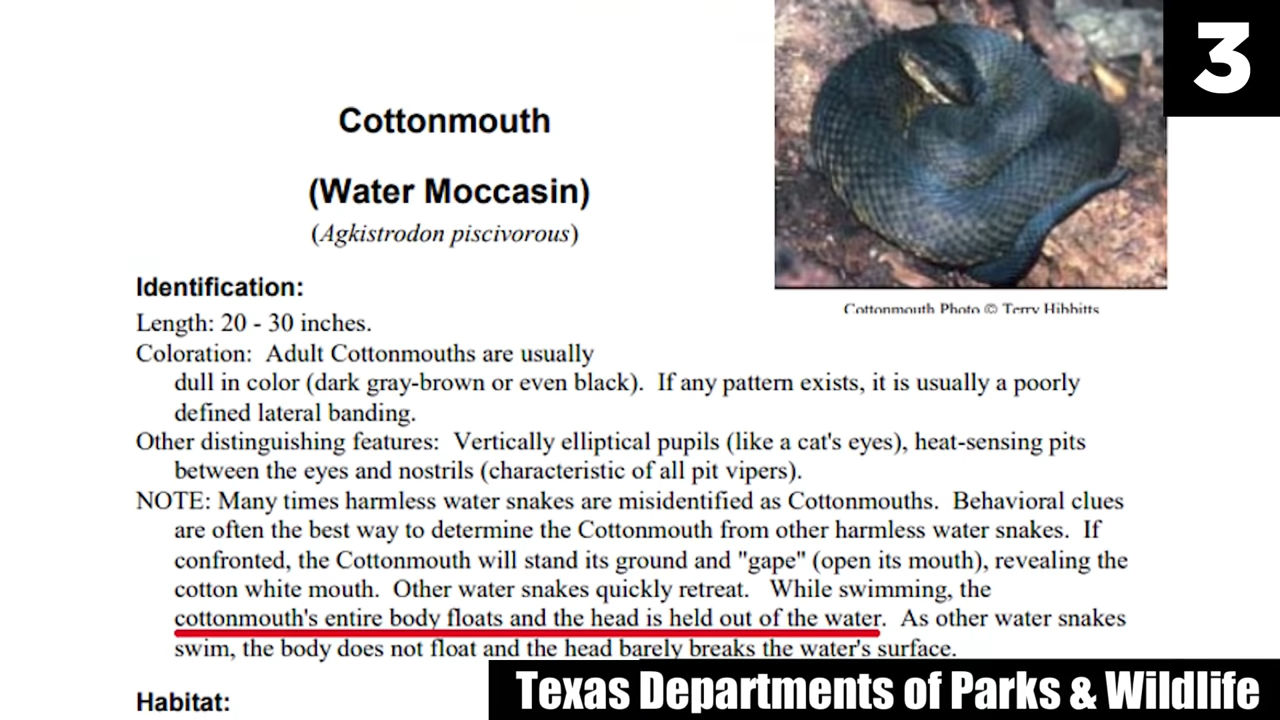 3
Cottonmouth
(Water Moccasin)
(Agkistrodon piscivorous)
Cottonmouth Photo © Terry Hibbitts
Identification:
Length: 20 - 30 inches.
Coloration: Adult Cottonmouths are usually
dull in color (dark gray-brown or even black). If any pattern exists, it is usually a poorly
defined lateral banding.
Other distinguishing features: Vertically elliptical pupils (like a cat's eyes), heat-sensing pits
between the eyes and nostrils (characteristic of all pit vipers).
NOTE: Many times harmless water snakes are misidentified as Cottonmouths. Behavioral clues
are often the best way to determine the Cottonmouth from other harmless water snakes. If
confronted, the Cottonmouth will stand its ground and "gape" (open its mouth), revealing the
cotton white mouth. Other water snakes quickly retreat. While swimming, the
cottonmouth's entire body floats and the head is held out of the water. As other water snakes
swim, the body does not float and the head barely breaks the water's surface.
Habitat:
Texas Departments of Parks & Wildlife